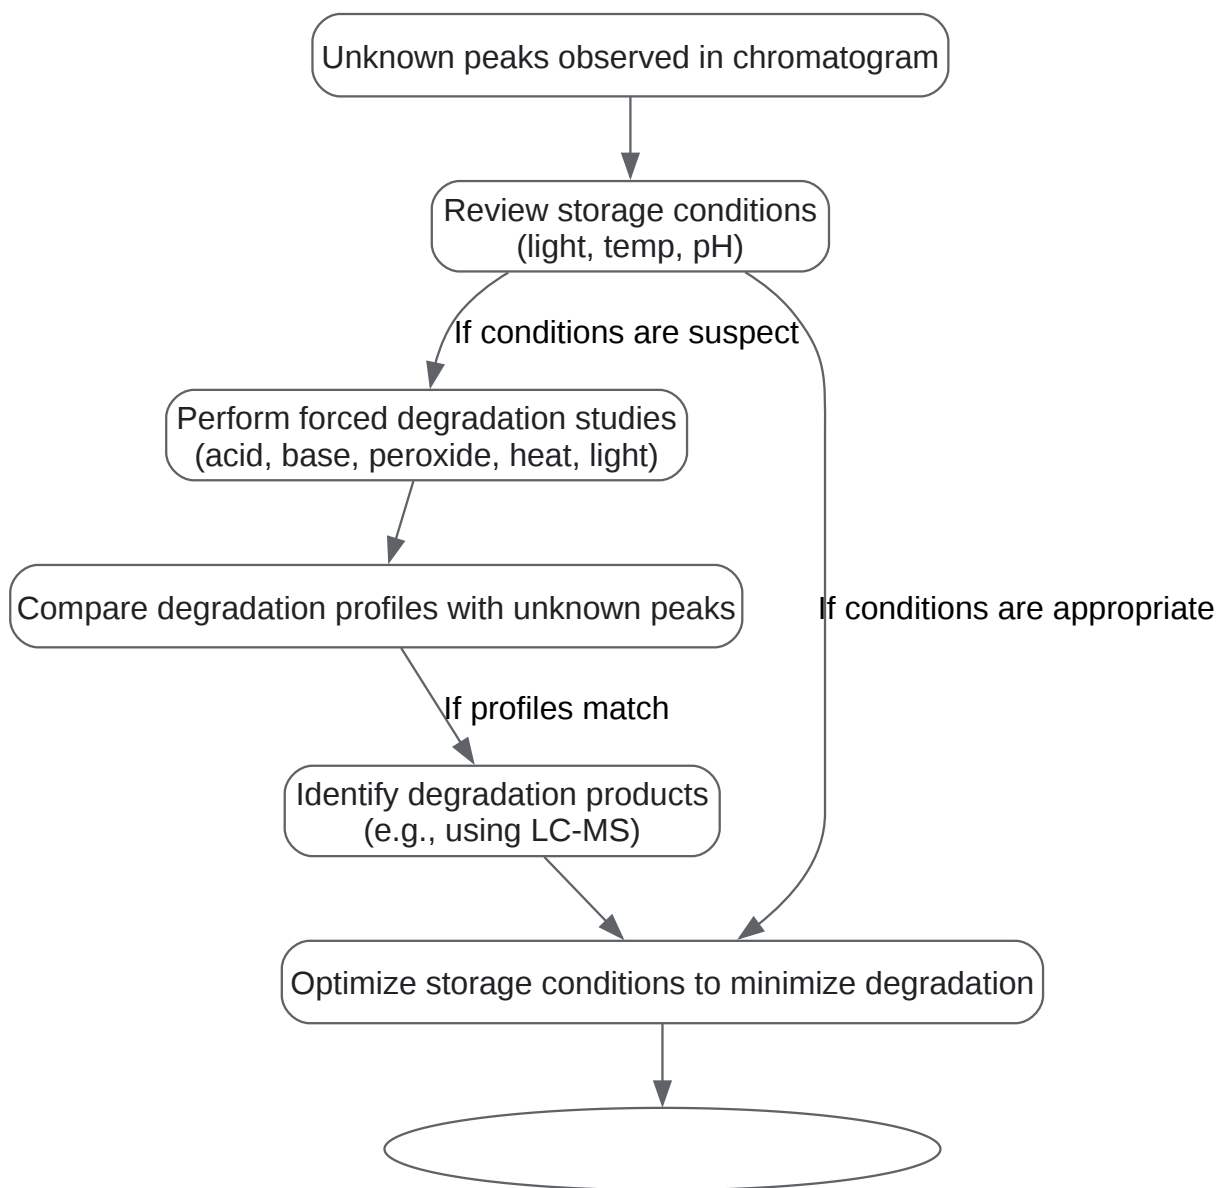 Unknown peaks observed in chromatogram
Review storage conditions
(light, temp, pH)
If conditions are suspect
Perform forced degradation studies
(acid, base, peroxide, heat, light)
Compare degradation profiles with unknown peaks
If conditions are appropriate
If profiles match
Identify degradation products
(e.g., using LC-MS)
Optimize storage conditions to minimize degradation